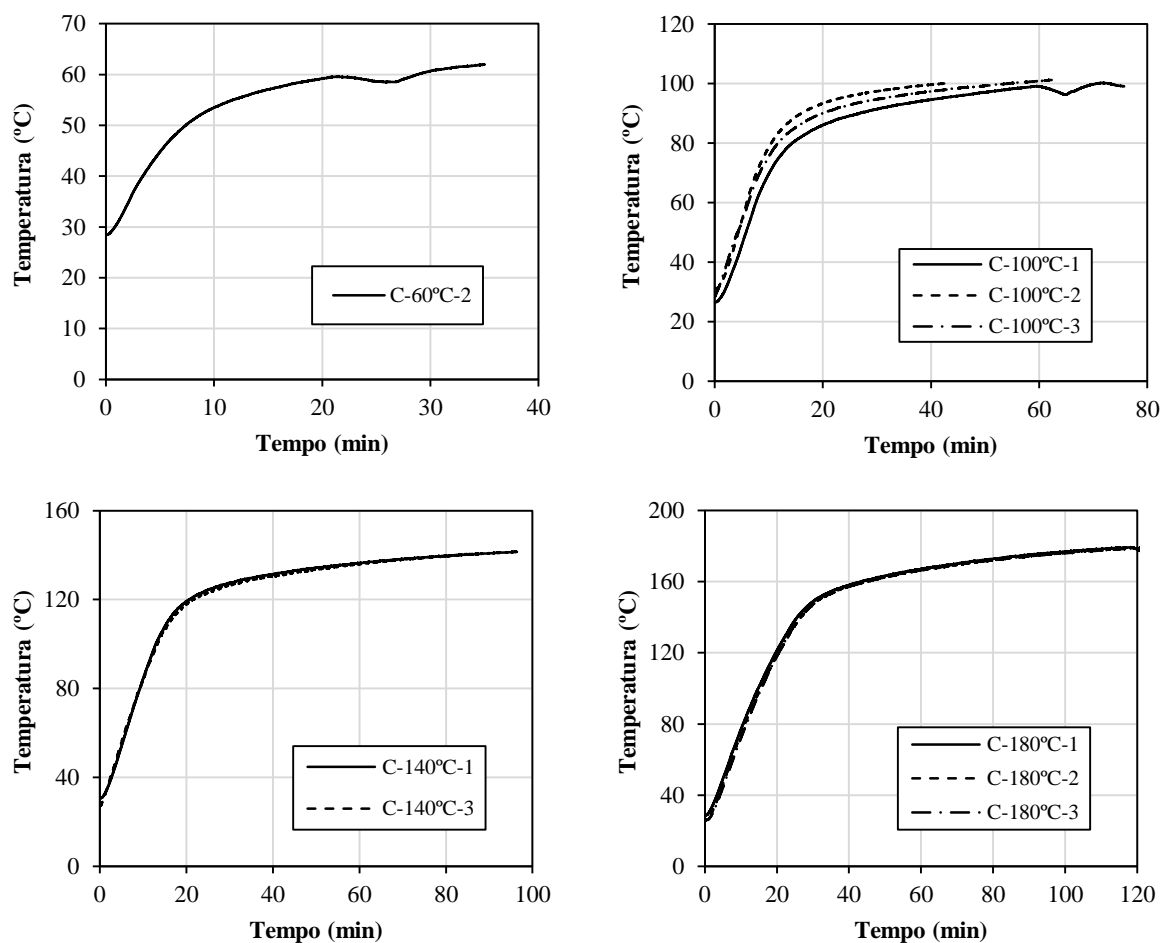 70
60
50
40
30
20
10
0
Temperatura (ºC)
C-60ºC-2
0 10 20 30 40
Tempo (min)
120
100
80
60
40
20
0
Temperatura (ºC)
C-100ºC-1
C-100ºC-2
C-100ºC-3
0 20 40 60 80
Tempo (min)
160
120
80
40
0
Temperatura (ºC)
C-140ºC-1
C-140ºC-3
0 20 40 60 80 100
Tempo (min)
200
160
120
80
40
0
Temperatura (ºC)
C-180ºC-1
C-180ºC-2
C-180ºC-3
0 20 40 60 80 100 120
Tempo (min)